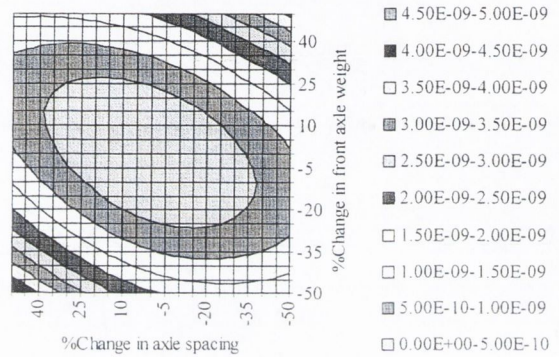 40
25
10
-5
-20
-35
-50
%Change in front axle weight
40
25
10
-5
-20
-35
-50
%Change in axle spacing
4.50E-09-5.00E-09
4.00E-09-4.50E-09
3.50E-09-4.00E-09
3.00E-09-3.50E-09
2.50E-09-3.00E-09
2.00E-09-2.50E-09
1.50E-09-2.00E-09
1.00E-09-1.50E-09
5.00E-10-1.00E-09
0.00E+00-5.00E-10